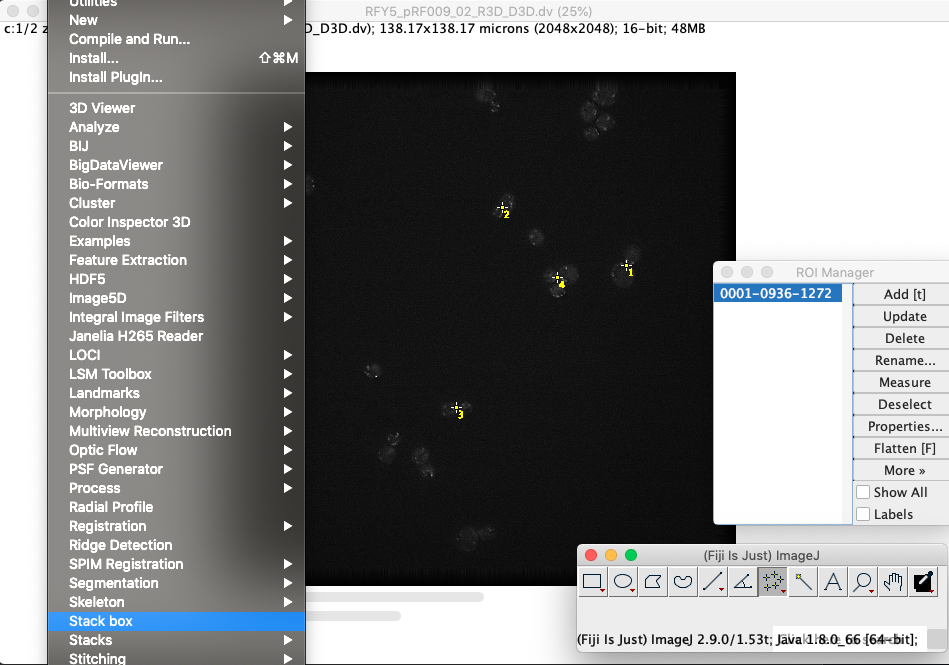 RFY5_pRF009_02_R3D_D3D.dv (25%)
c:1/2 z
D_D3D.dv); 138.17x138.17 microns (2048x2048); 16-bit; 48MB
Utilities
New
Compile and Run...
Install... ⇧⌘M
Install PlugIn...
3D Viewer
Analyze
BIJ
BigDataViewer
Bio-Formats
Cluster
Color Inspector 3D
Examples
Feature Extraction
HDF5
Image5D
Integral Image Filters
Janelia H265 Reader
LOCI
LSM Toolbox
Landmarks
Morphology
Multiview Reconstruction
Optic Flow
PSF Generator
Process
Radial Profile
Registration
Ridge Detection
SPIM Registration
Segmentation
Skeleton
Stack box
Stacks
Stitching
2
1
4
3
ROI Manager
0001-0936-1272
Add [t]
Update
Delete
Rename...
Measure
Deselect
Properties...
Flatten [F]
More »
Show All
Labels
(Fiji Is Just) ImageJ
A
(Fiji Is Just) ImageJ 2.9.0/1.53t; Java 1.8.0_66 [64-bit];